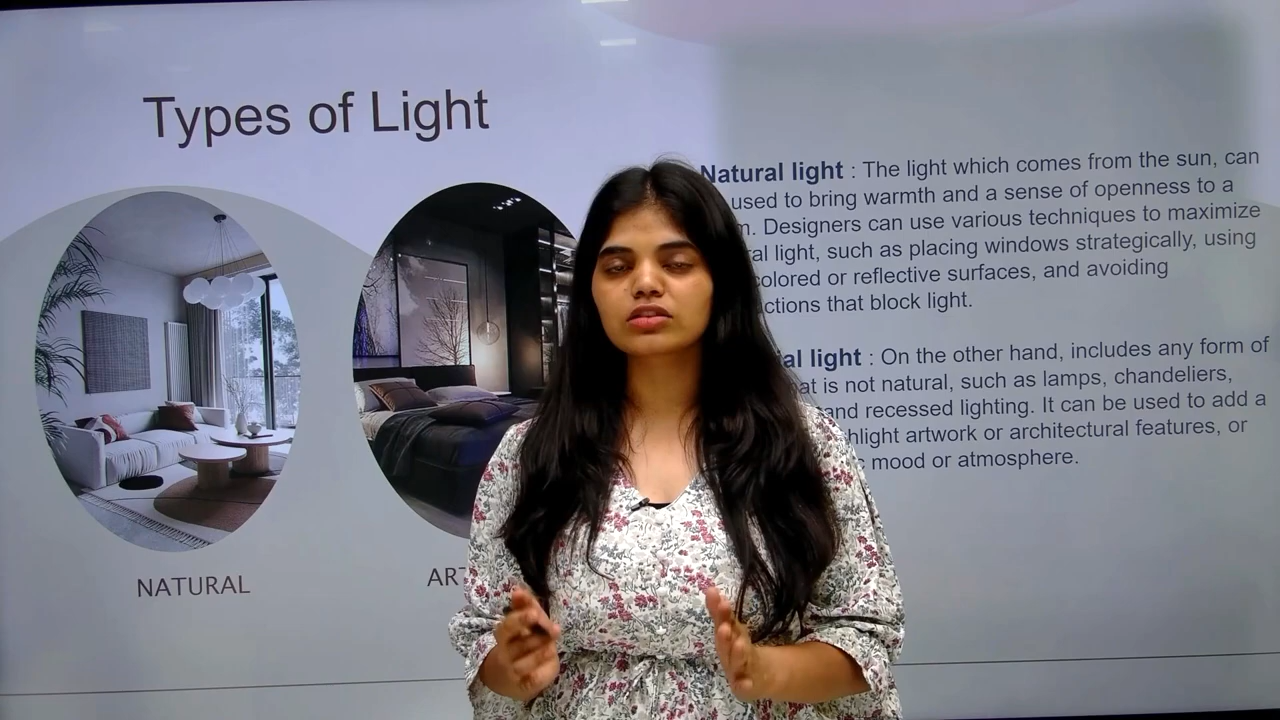 Types of Light
Natural light : The light which comes from the sun, can
used to bring warmth and a sense of openness to a
Designers can use various techniques to maximize
light, such as placing windows strategically, using
colored or reflective surfaces, and avoiding
that block light.
light : On the other hand, includes any form of
is not natural, such as lamps, chandeliers,
and recessed lighting. It can be used to add a
artwork or architectural features, or
mood or atmosphere.
NATURAL